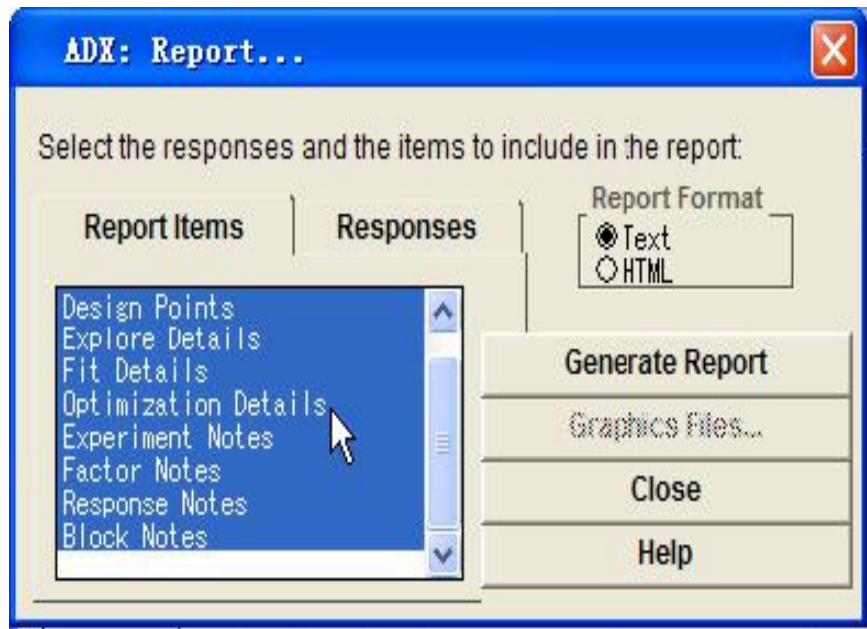 ADX: Report...
Select the responses and the items to include in the report:
Report Items
Responses
Report Format
Text
HTML
Design Points
Explore Details
Fit Details
Optimization Details
Experiment Notes
Factor Notes
Response Notes
Block Notes
Generate Report
Graphics Files...
Close
Help